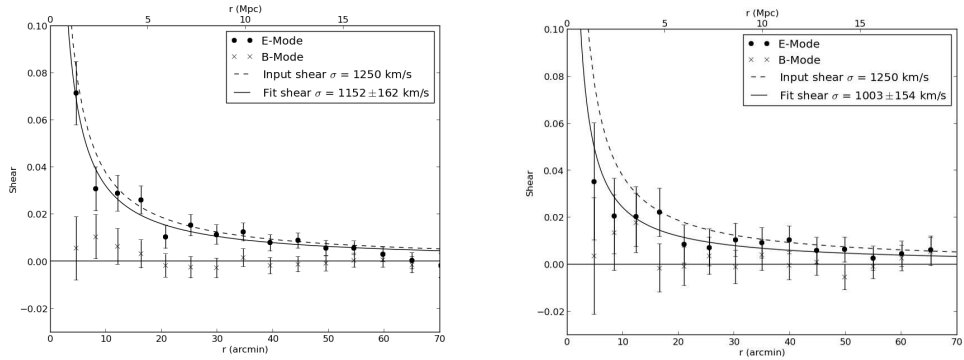 r (Mpc)
0 5 10 15
0.10
0.08
0.06
0.04
0.02
0.00
−0.02
Shear
E-Mode
B-Mode
Input shear σ = 1250 km/s
Fit shear σ = 1152 ±162 km/s
0 10 20 30 40 50 60 70
r (arcmin)
r (Mpc)
0 5 10 15
0.10
0.08
0.06
0.04
0.02
0.00
−0.02
Shear
E-Mode
B-Mode
Input shear σ = 1250 km/s
Fit shear σ = 1003 ±154 km/s
0 10 20 30 40 50 60 70
r (arcmin)